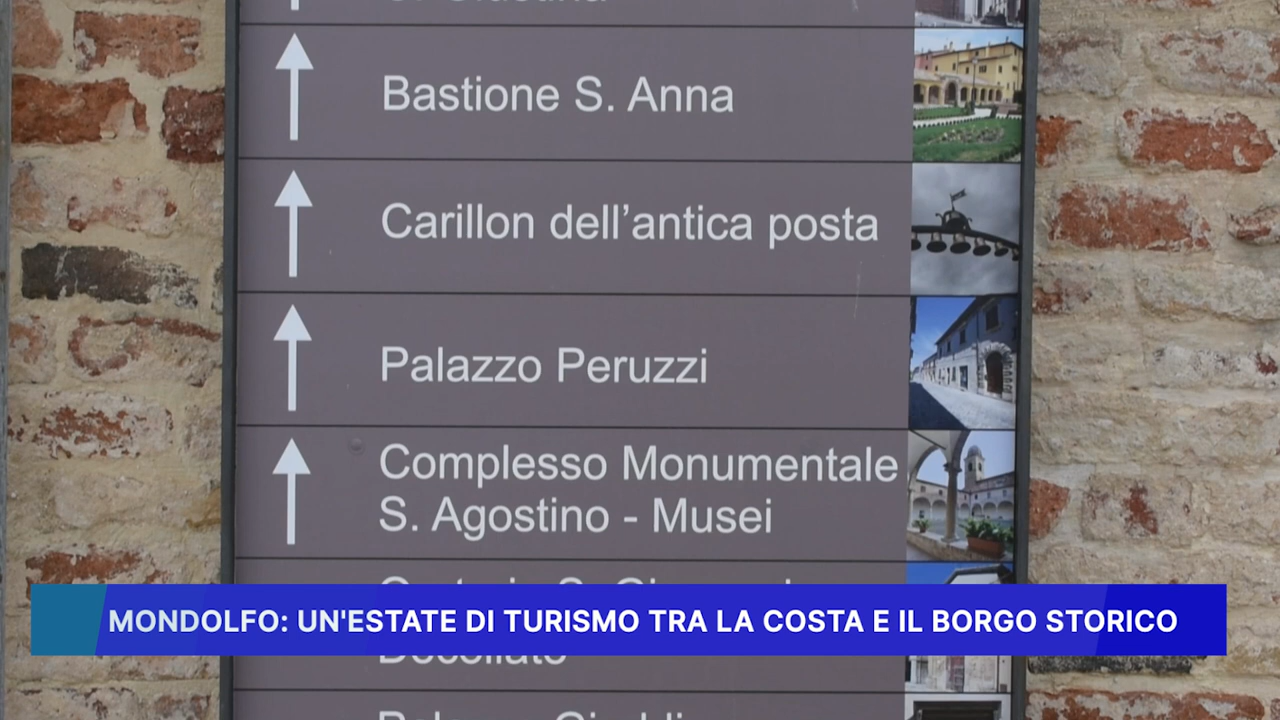 Bastione S. Anna
Carillon dell'antica posta
Palazzo Peruzzi
Complesso Monumentale
S. Agostino - Musei
MONDOLFO: UN'ESTATE DI TURISMO TRA LA COSTA E IL BORGO STORICO
Decollato